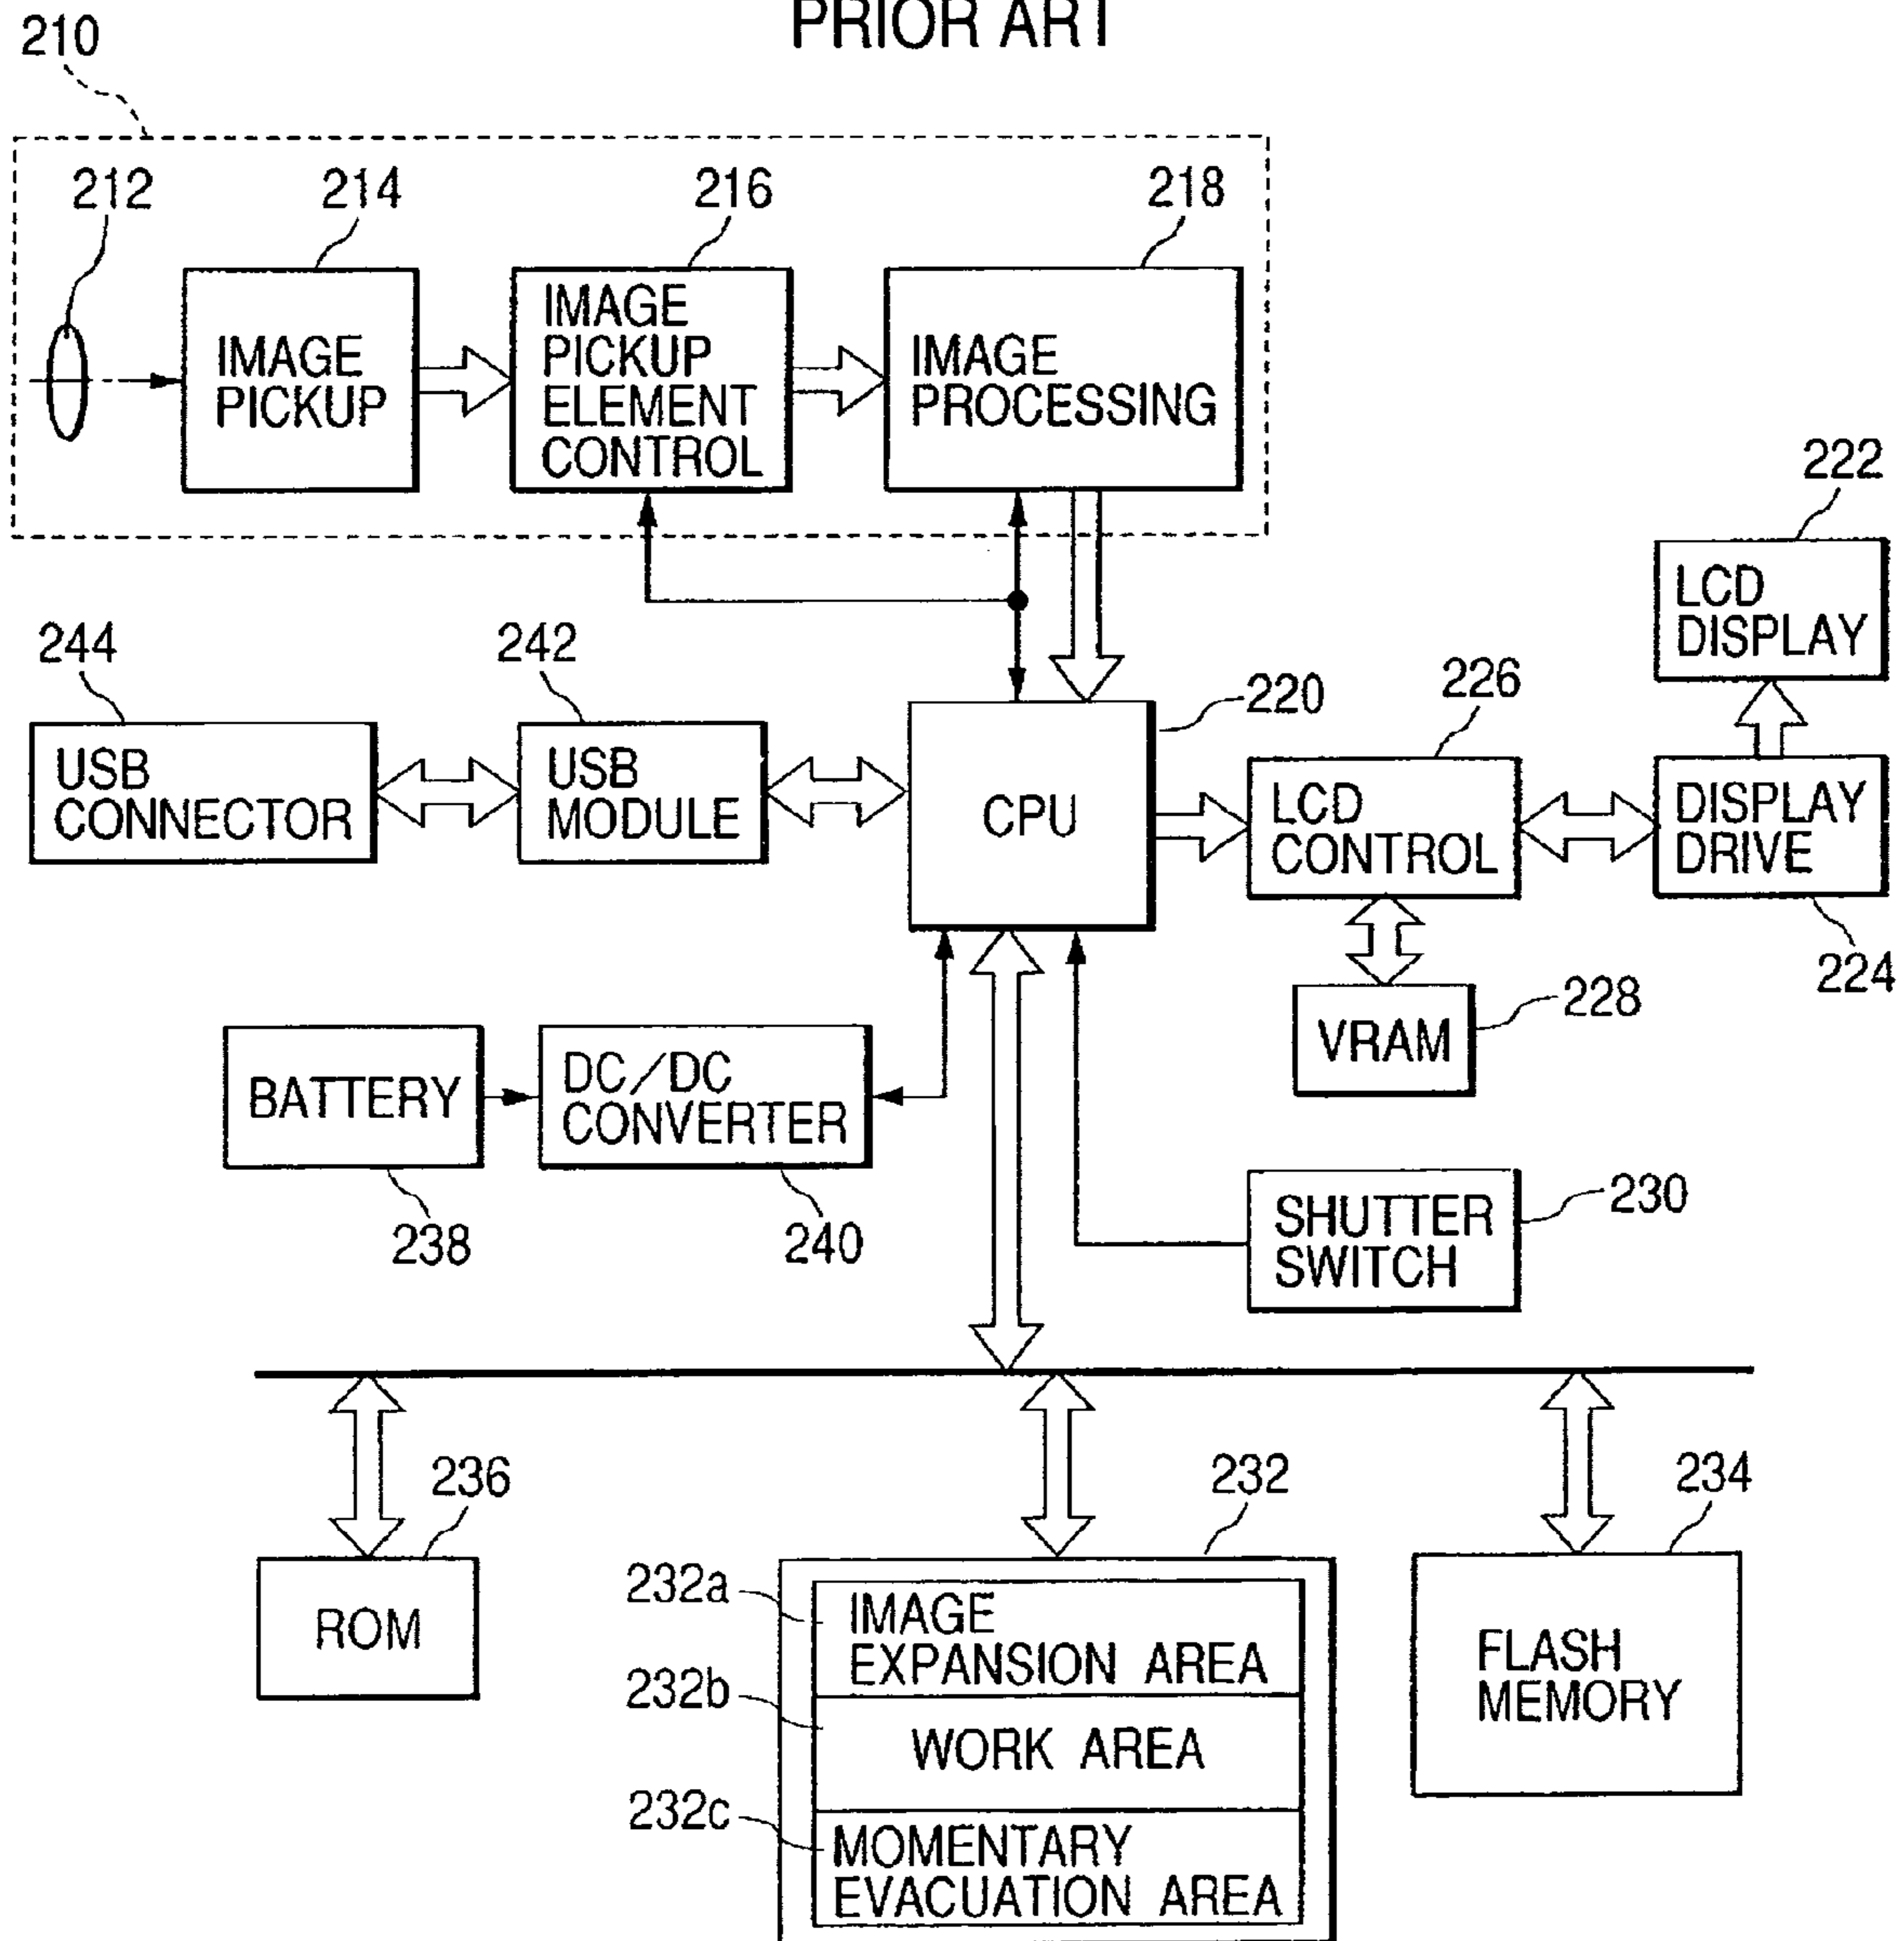 PRIOR ART
210
212
214
216
218
IMAGE
PICKUP
IMAGE
PICKUP
ELEMENT
CONTROL
IMAGE
PROCESSING
222
LCD
DISPLAY
244
242
220
226
USB
CONNECTOR
USB
MODULE
CPU
LCD
CONTROL
DISPLAY
DRIVE
224
228
VRAM
BATTERY
DC/DC
CONVERTER
238
240
230
SHUTTER
SWITCH
236
232
234
ROM
232a
IMAGE
EXPANSION AREA
232b
WORK AREA
232c
MOMENTARY
EVACUATION AREA
FLASH
MEMORY